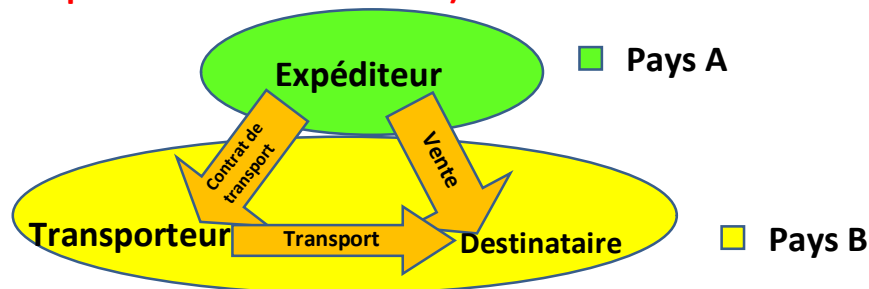 Expéditeur
Pays A
Contrat de
transport
Vente
Transporteur
Transport
Destinataire
Pays B